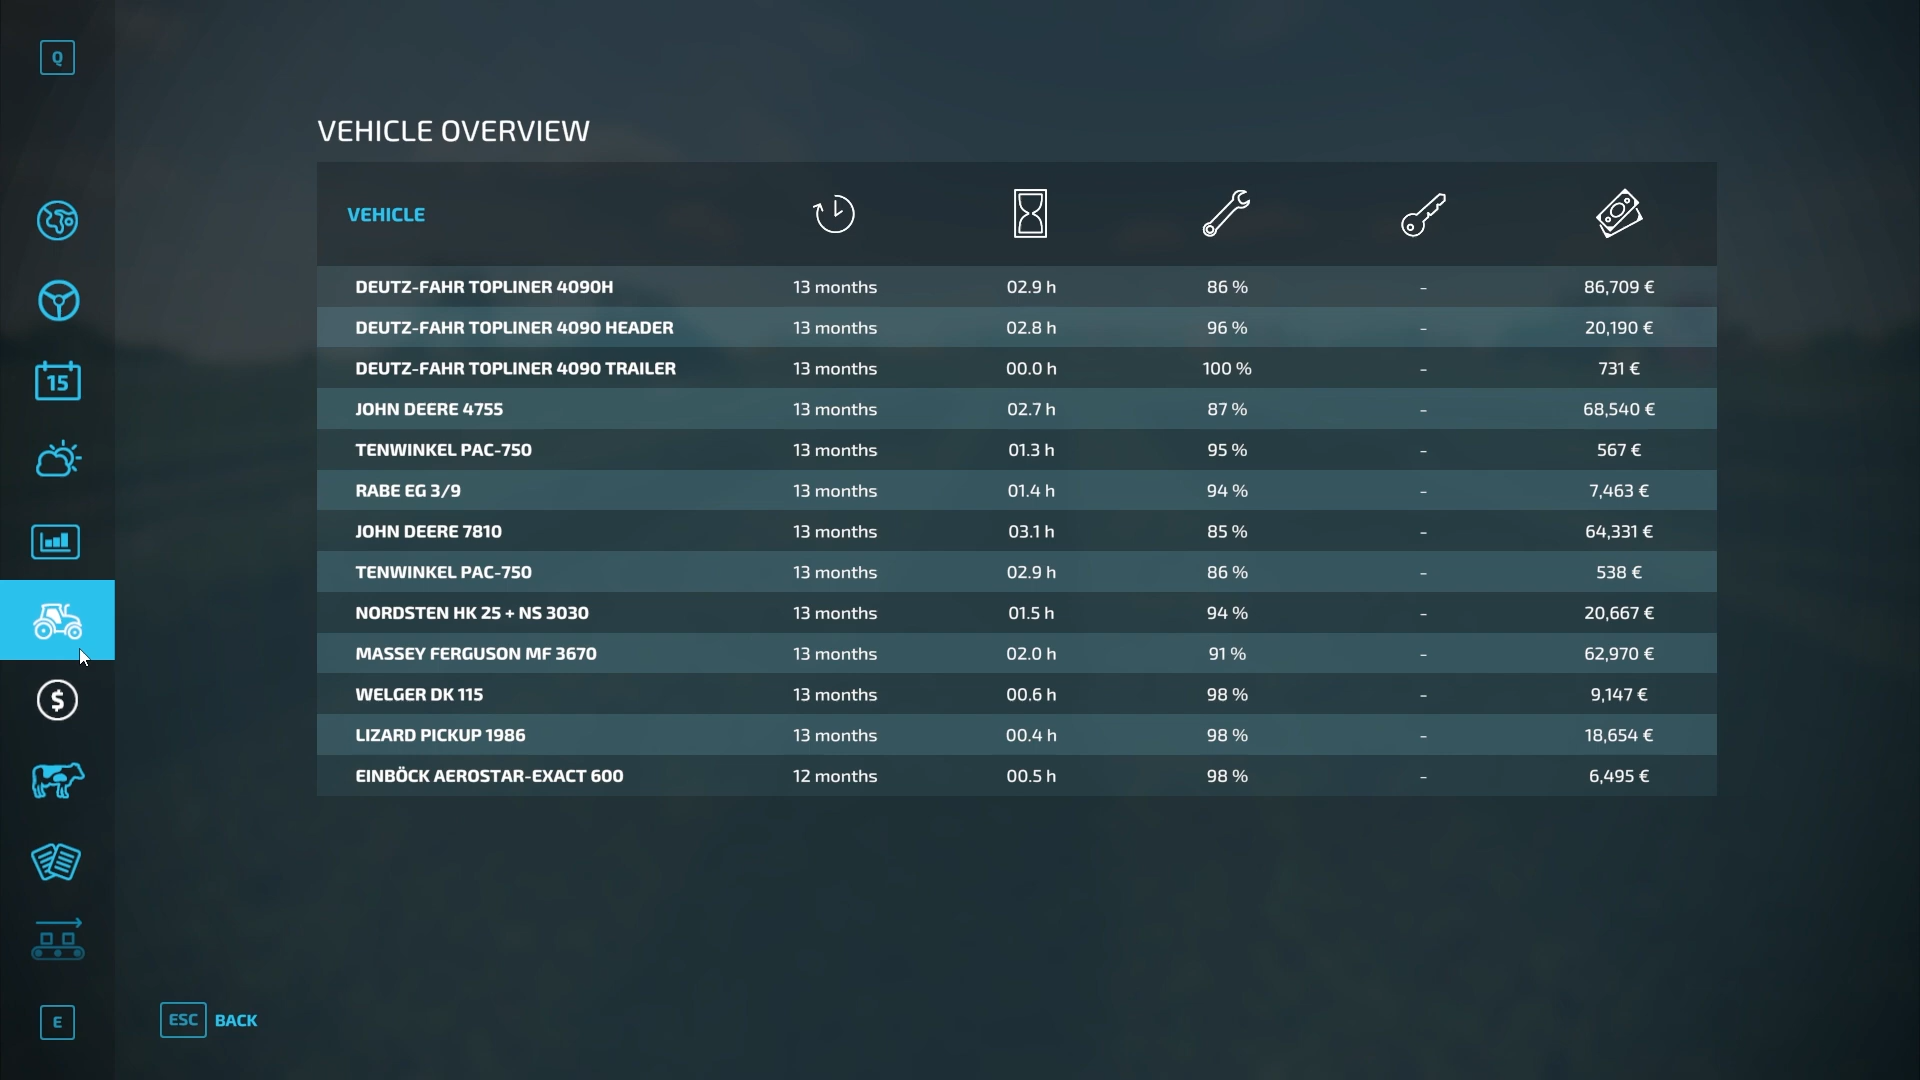 Q
VEHICLE OVERVIEW
VEHICLE
DEUTZ-FAHR TOPLINER 4090H 13 months 02.9 h 86 % - 86,709 €
DEUTZ-FAHR TOPLINER 4090 HEADER 13 months 02.8 h 96 % - 20,190 €
DEUTZ-FAHR TOPLINER 4090 TRAILER 13 months 00.0 h 100 % - 731 €
JOHN DEERE 4755 13 months 02.7 h 87 % - 68,540 €
TENWINKEL PAC-750 13 months 01.3 h 95 % - 567 €
RABE EG 3/9 13 months 01.4 h 94 % - 7,463 €
JOHN DEERE 7810 13 months 03.1 h 85 % - 64,331 €
TENWINKEL PAC-750 13 months 02.9 h 86 % - 538 €
NORDSTEN HK 25 + NS 3030 13 months 01.5 h 94 % - 20,667 €
MASSEY FERGUSON MF 3670 13 months 02.0 h 91 % - 62,970 €
WELGER DK 115 13 months 00.6 h 98 % - 9,147 €
LIZARD PICKUP 1986 13 months 00.4 h 98 % - 18,654 €
EINBÖCK AEROSTAR-EXACT 600 12 months 00.5 h 98 % - 6,495 €
15
$
E
ESC BACK